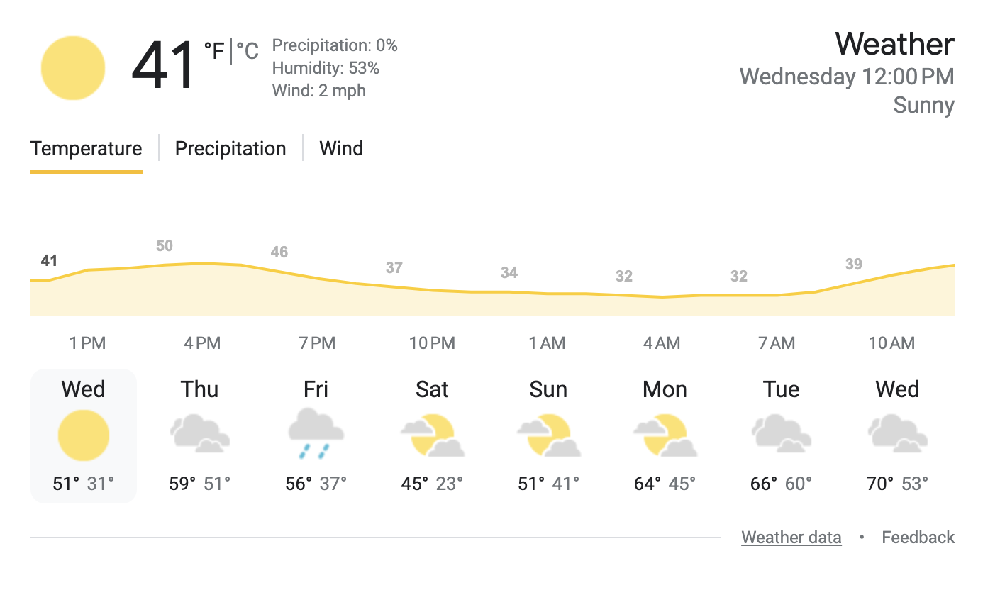 41 °F | °C
Precipitation: 0%
Humidity: 53%
Wind: 2 mph
Weather
Wednesday 12:00 PM
Sunny
Temperature | Precipitation | Wind
41 50 46 37 34 32 32 39
1 PM 4 PM 7 PM 10 PM 1 AM 4 AM 7 AM 10 AM
Wed Thu Fri Sat Sun Mon Tue Wed
51° 31° 59° 51° 56° 37° 45° 23° 51° 41° 64° 45° 66° 60° 70° 53°
Weather data • Feedback